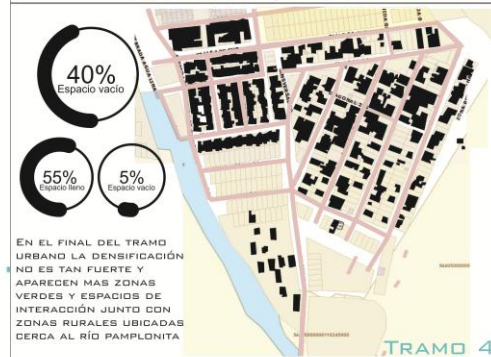 40%
Espacio vacío
55%
Espacio lleno
5%
Espacio vacío
EN EL FINAL DEL TRAMO
URBANO LA DENSIFICACIÓN
NO ES TAN FUERTE Y
APARECEN MAS ZONAS
VERDES Y ESPACIOS DE
INTERACCIÓN JUNTO CON
ZONAS RURALES UBICADAS
CERCA AL RÍO PAMPLONITA
TRAMO 4